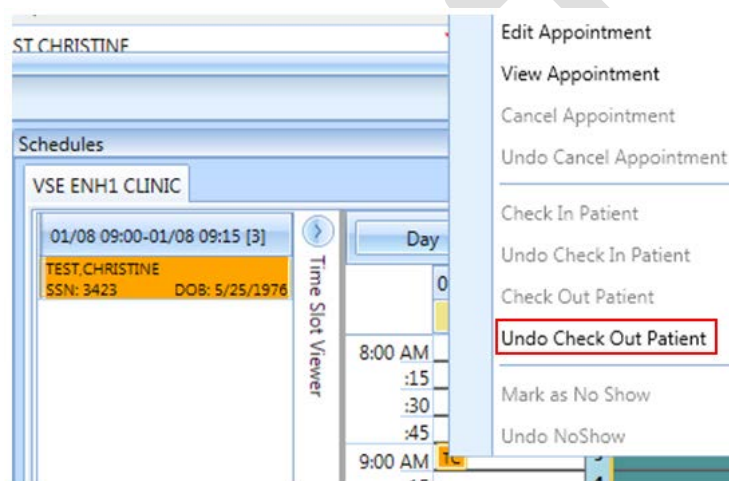 ST CHRISTINE
Schedules
VSE ENH1 CLINIC
01/08 09:00-01/08 09:15 [3]
TEST,CHRISTINE
SSN: 3423 DOB: 5/25/1976
Time Slot Viewer
Day
0
8:00 AM
:15
:30
:45
9:00 AM TC
Edit Appointment
View Appointment
Cancel Appointment
Undo Cancel Appointment
Check In Patient
Undo Check In Patient
Check Out Patient
Undo Check Out Patient
Mark as No Show
Undo NoShow